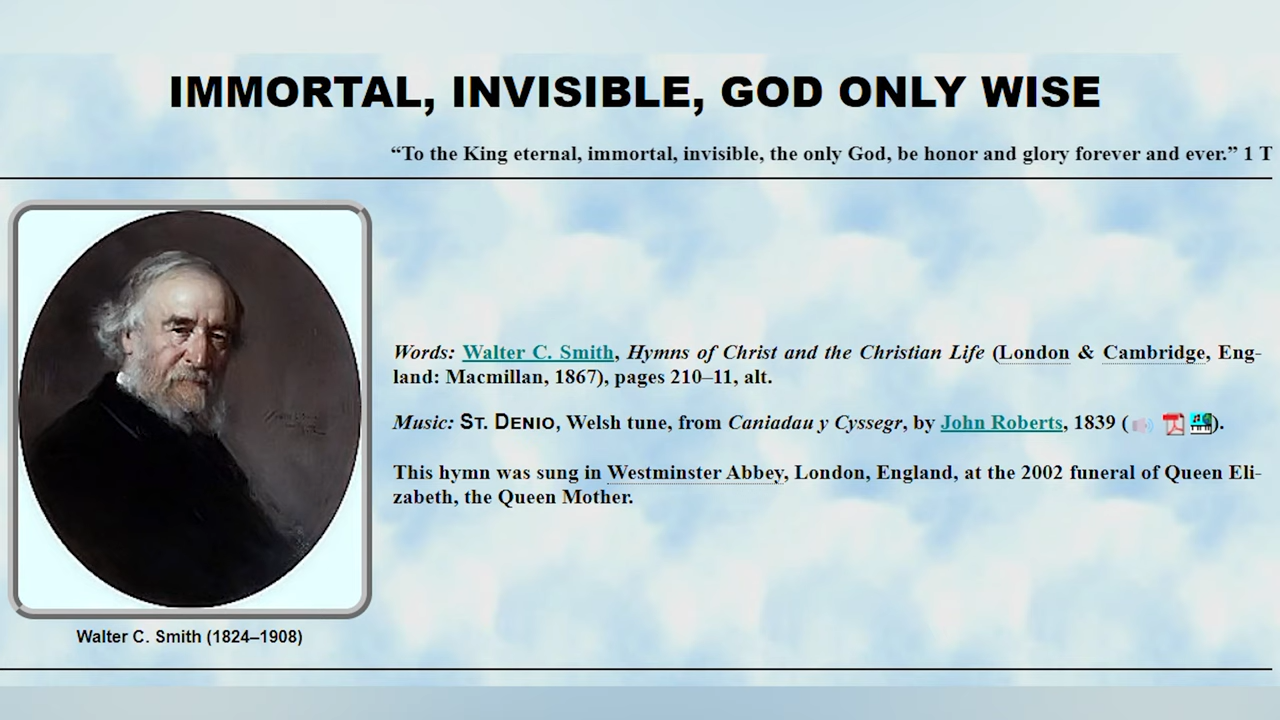 IMMORTAL, INVISIBLE, GOD ONLY WISE
“To the King eternal, immortal, invisible, the only God, be honor and glory forever and ever.” 1 T
Words: Walter C. Smith, Hymns of Christ and the Christian Life (London & Cambridge, Eng-
land: Macmillan, 1867), pages 210–11, alt.
Music: ST. DENIO, Welsh tune, from Caniadau y Cyssegr, by John Roberts, 1839 ( ).
This hymn was sung in Westminster Abbey, London, England, at the 2002 funeral of Queen Eli-
zabeth, the Queen Mother.
Walter C. Smith (1824–1908)